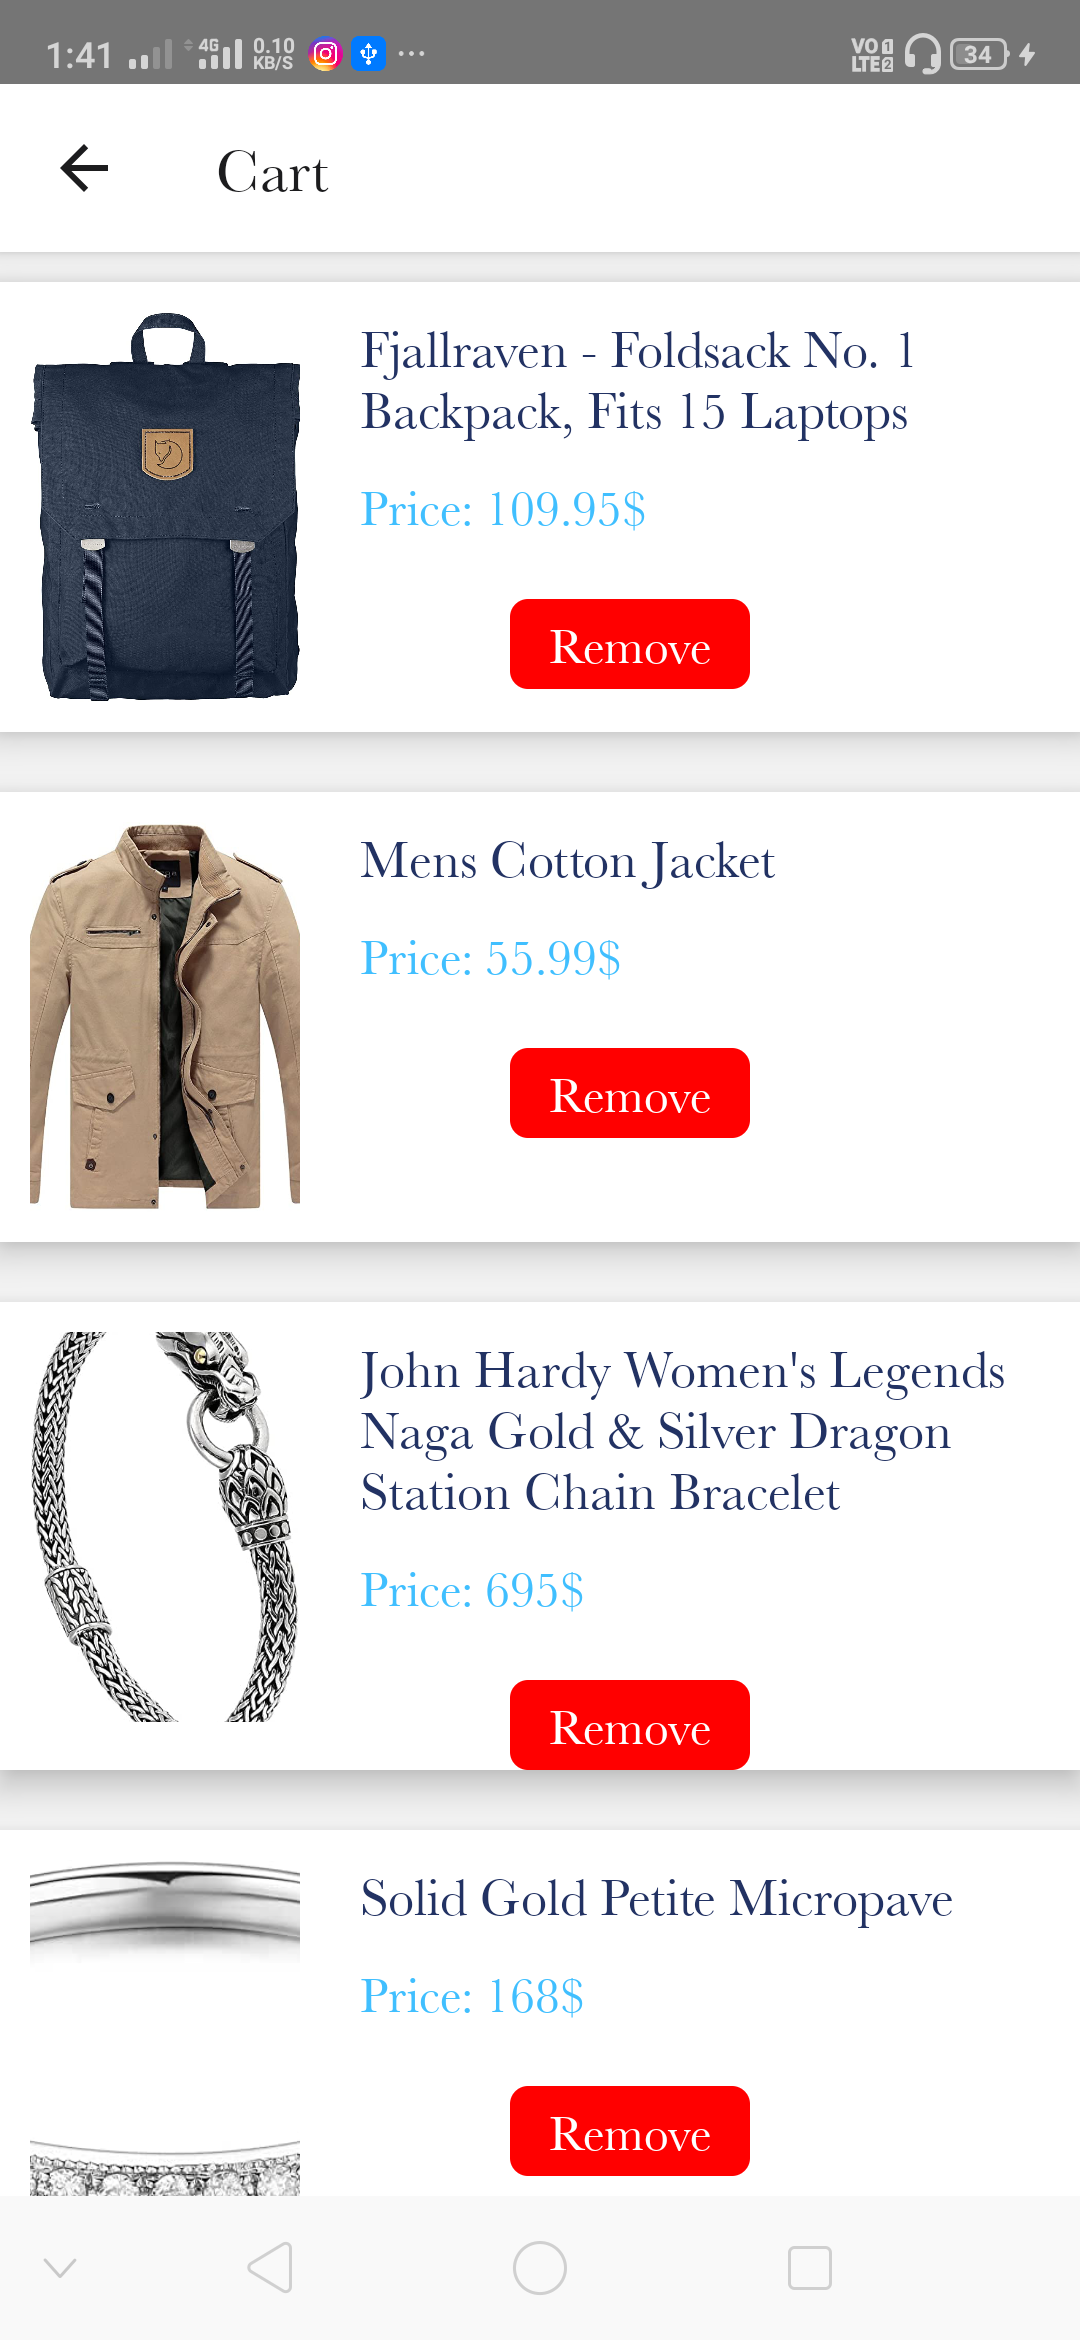 1:41 4G 0.10 KB/S ... VO 1 LTE 2 34
Cart
Fjallraven - Foldsack No. 1
Backpack, Fits 15 Laptops
Price: 109.95$
Remove
Mens Cotton Jacket
Price: 55.99$
Remove
John Hardy Women's Legends
Naga Gold & Silver Dragon
Station Chain Bracelet
Price: 695$
Remove
Solid Gold Petite Micropave
Price: 168$
Remove